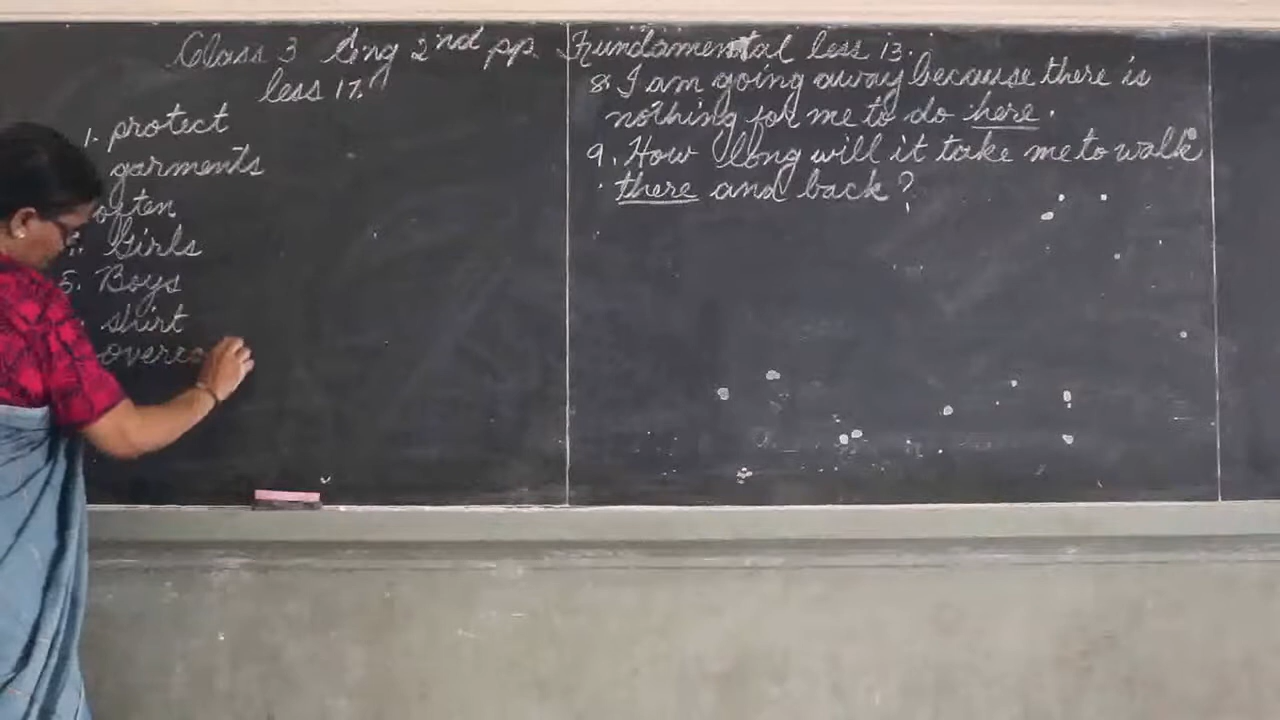 Class 3 Eng 2nd pp.
less 17.
1. protect
garments
often
Girls
5. Boys
shirt
Fundamental less 13.
8. I am going away because there is
nothing for me to do here.
9. How long will it take me to walk
there and back?